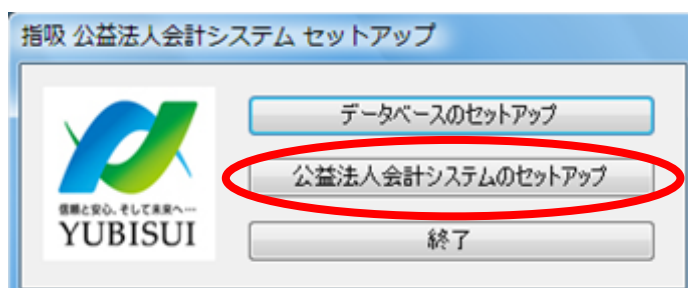 指吸 公益法人会計システム セットアップ
データベースのセットアップ
公益法人会計システムのセットアップ
信頼と安心、そして未来へ…
YUBISUI
終了